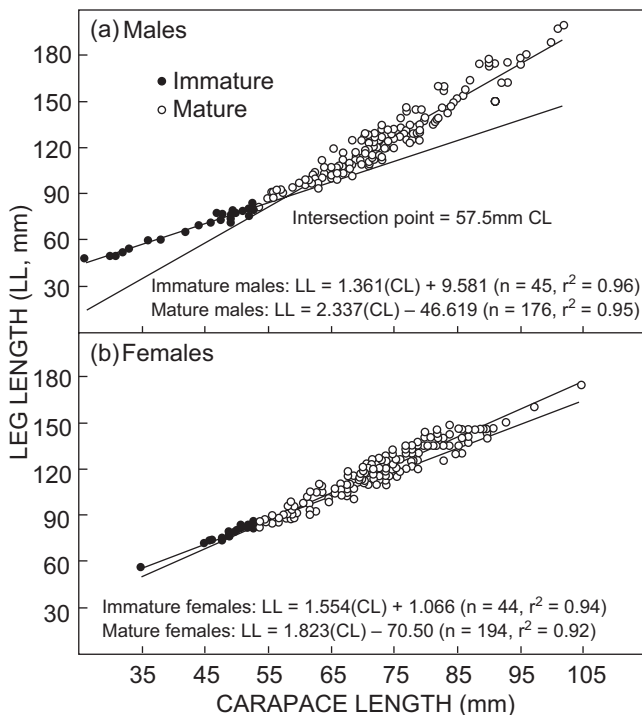 (a) Males
● Immature
○ Mature
180
150
120
90
60
30
Intersection point = 57.5mm CL
Immature males: LL = 1.361(CL) + 9.581 (n = 45, r² = 0.96)
Mature males: LL = 2.337(CL) – 46.619 (n = 176, r² = 0.95)
LEG LENGTH (LL, mm)
(b) Females
180
150
120
90
60
30
Immature females: LL = 1.554(CL) + 1.066 (n = 44, r² = 0.94)
Mature females: LL = 1.823(CL) – 70.50 (n = 194, r² = 0.92)
35 45 55 65 75 85 95 105
CARAPACE LENGTH (mm)